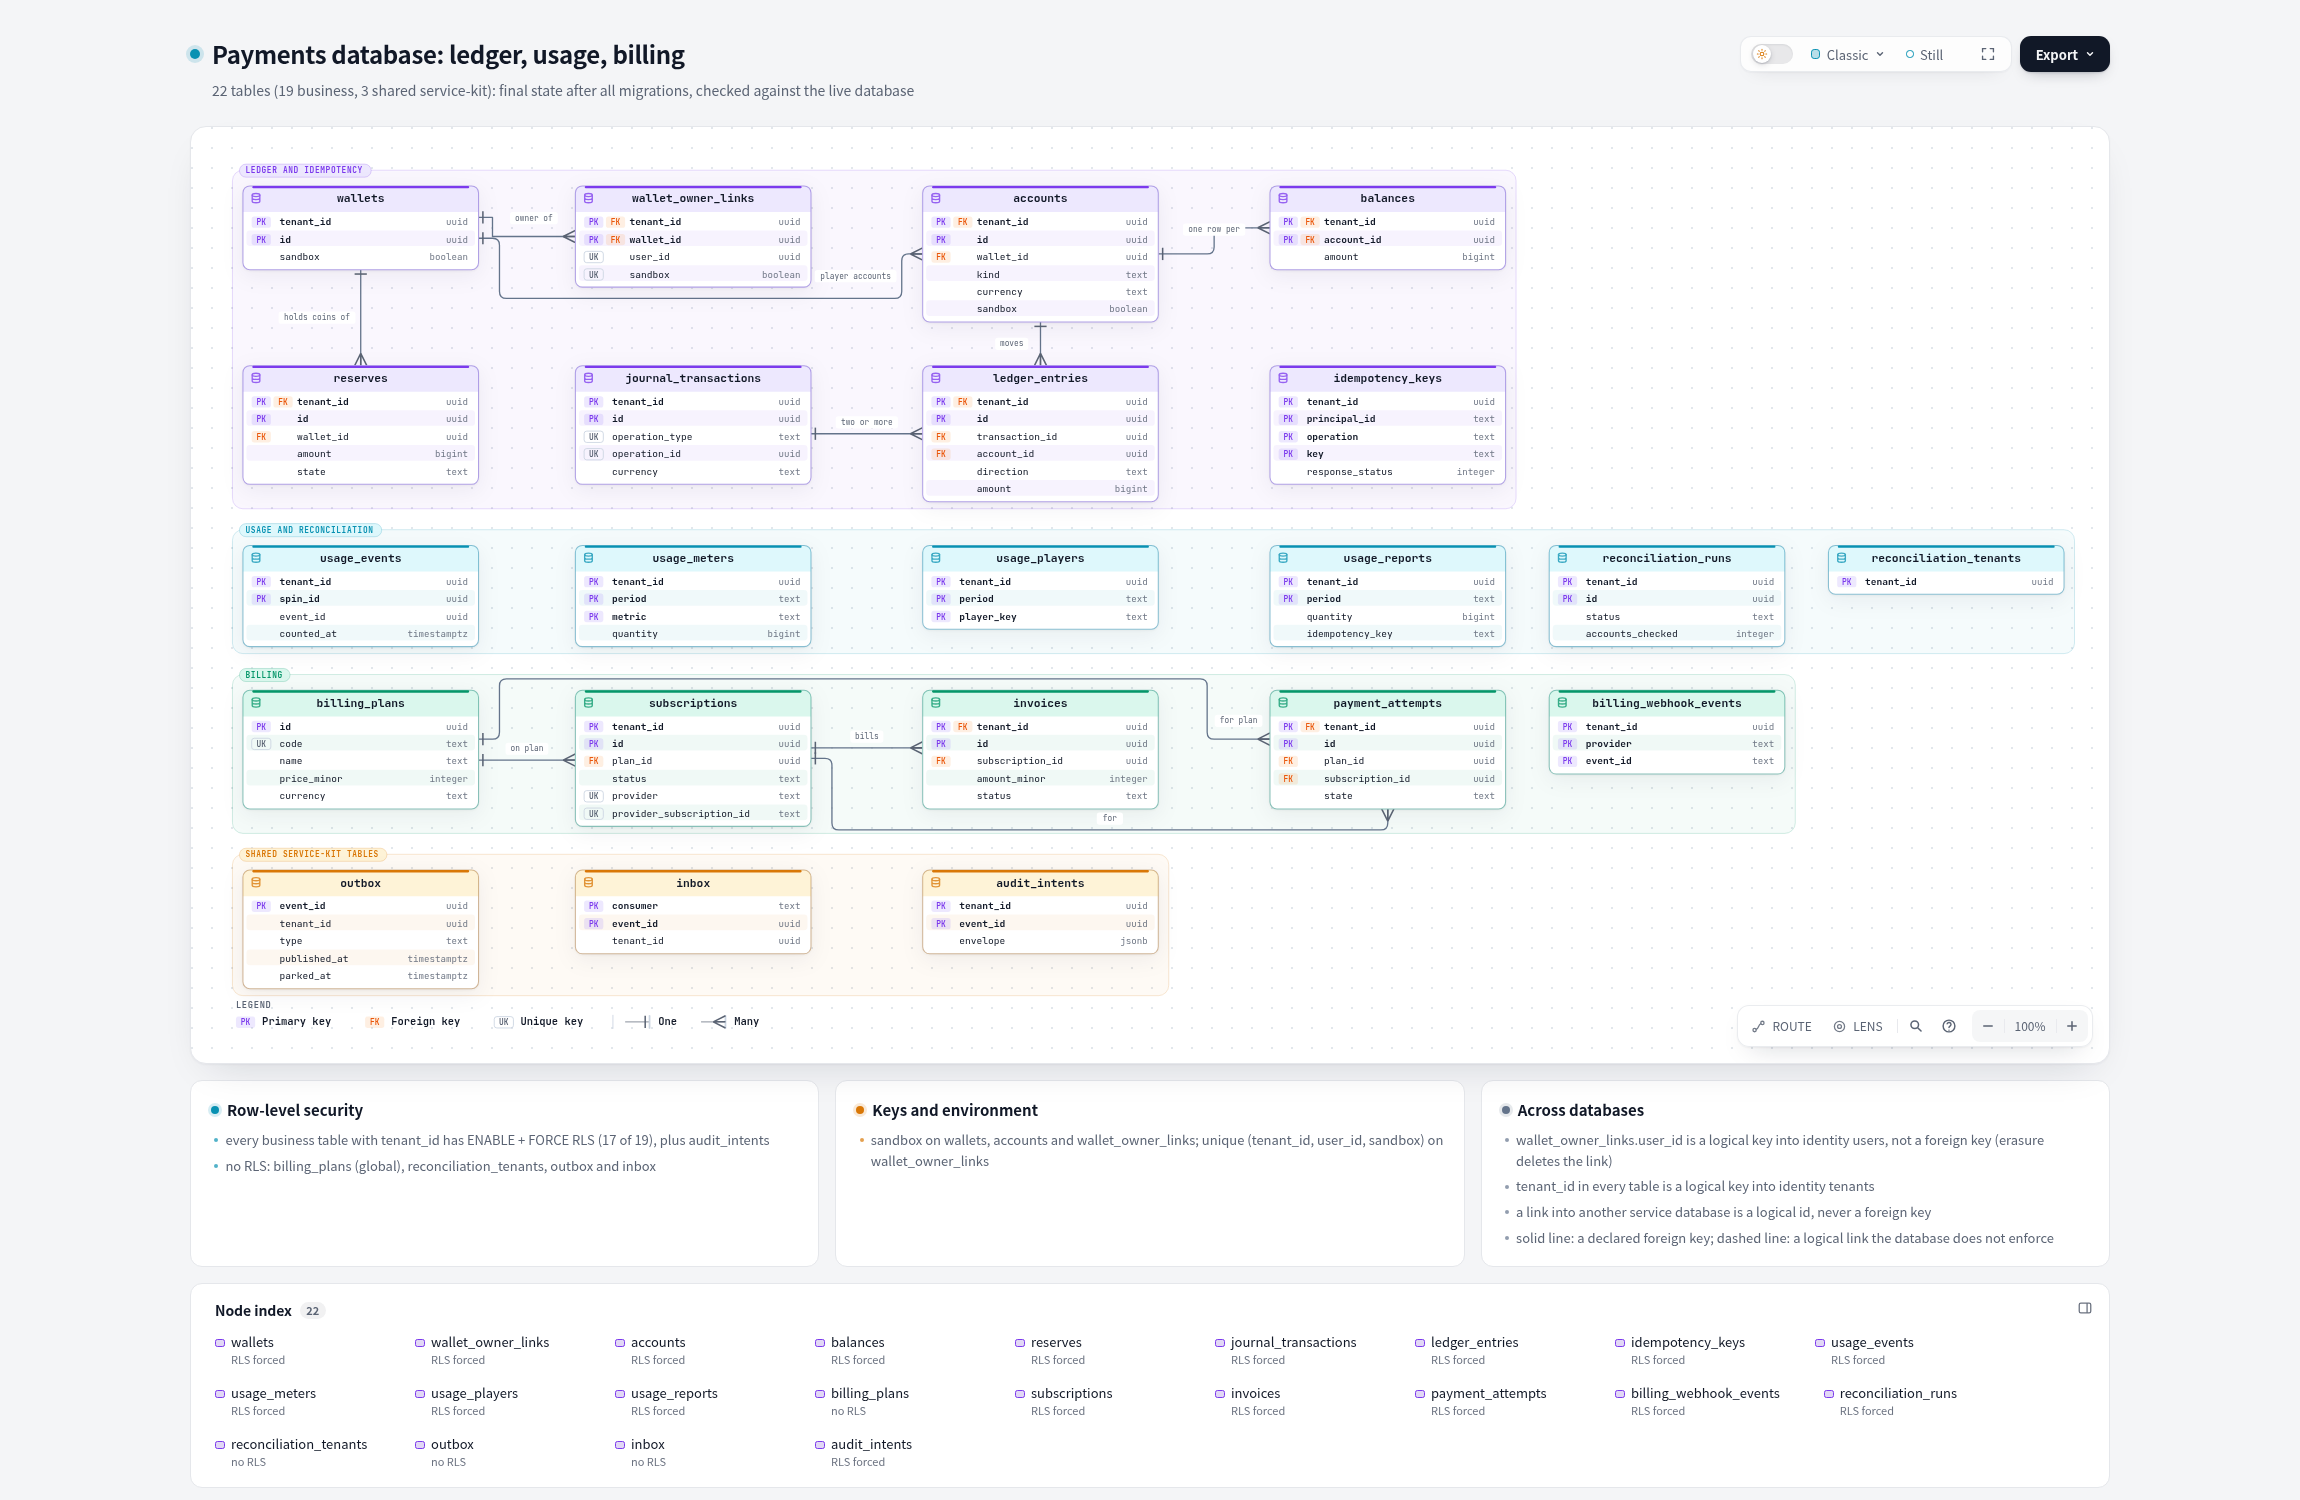 Payments database: ledger, usage, billing
22 tables (19 business, 3 shared service-kit): final state after all migrations, checked against the live database
Classic
Still
Export
LEDGER AND IDEMPOTENCY
wallets
PK tenant_id uuid
PK id uuid
sandbox boolean
owner of
wallet_owner_links
PK FK tenant_id uuid
PK FK wallet_id uuid
UK user_id uuid
UK sandbox boolean
player accounts
accounts
PK FK tenant_id uuid
PK id uuid
FK wallet_id uuid
kind text
currency text
sandbox boolean
one row per
balances
PK FK tenant_id uuid
PK FK account_id uuid
amount bigint
holds coins of
moves
reserves
PK FK tenant_id uuid
PK id uuid
FK wallet_id uuid
amount bigint
state text
journal_transactions
PK tenant_id uuid
PK id uuid
UK operation_type text
UK operation_id uuid
currency text
two or more
ledger_entries
PK FK tenant_id uuid
PK id uuid
FK transaction_id uuid
FK account_id uuid
direction text
amount bigint
idempotency_keys
PK tenant_id uuid
PK principal_id text
PK operation text
PK key text
response_status integer
USAGE AND RECONCILIATION
usage_events
PK tenant_id uuid
PK spin_id uuid
event_id uuid
counted_at timestamptz
usage_meters
PK tenant_id uuid
PK period text
PK metric text
quantity bigint
usage_players
PK tenant_id uuid
PK period text
PK player_key text
usage_reports
PK tenant_id uuid
PK period text
quantity bigint
idempotency_key text
reconciliation_runs
PK tenant_id uuid
PK id uuid
status text
accounts_checked integer
reconciliation_tenants
PK tenant_id uuid
BILLING
billing_plans
PK id uuid
UK code text
name text
price_minor integer
currency text
on plan
subscriptions
PK tenant_id uuid
PK id uuid
FK plan_id uuid
status text
UK provider text
UK provider_subscription_id text
bills
invoices
PK FK tenant_id uuid
PK id uuid
FK subscription_id uuid
amount_minor integer
status text
for
for plan
payment_attempts
PK FK tenant_id uuid
PK id uuid
FK plan_id uuid
FK subscription_id uuid
state text
billing_webhook_events
PK tenant_id uuid
PK provider text
PK event_id text
SHARED SERVICE-KIT TABLES
outbox
PK event_id uuid
tenant_id uuid
type text
published_at timestamptz
parked_at timestamptz
inbox
PK consumer text
PK event_id uuid
tenant_id uuid
audit_intents
PK tenant_id uuid
PK event_id uuid
envelope jsonb
LEGEND
PK Primary key FK Foreign key UK Unique key One Many
ROUTE LENS − 100% +
Row-level security
• every business table with tenant_id has ENABLE + FORCE RLS (17 of 19), plus audit_intents
• no RLS: billing_plans (global), reconciliation_tenants, outbox and inbox
Keys and environment
• sandbox on wallets, accounts and wallet_owner_links; unique (tenant_id, user_id, sandbox) on
wallet_owner_links
Across databases
• wallet_owner_links.user_id is a logical key into identity users, not a foreign key (erasure
deletes the link)
• tenant_id in every table is a logical key into identity tenants
• a link into another service database is a logical id, never a foreign key
• solid line: a declared foreign key; dashed line: a logical link the database does not enforce
Node index 22
wallets wallet_owner_links accounts balances reserves journal_transactions ledger_entries idempotency_keys usage_events
RLS forced RLS forced RLS forced RLS forced RLS forced RLS forced RLS forced RLS forced RLS forced
usage_meters usage_players usage_reports billing_plans subscriptions invoices payment_attempts billing_webhook_events reconciliation_runs
RLS forced RLS forced RLS forced no RLS RLS forced RLS forced RLS forced RLS forced RLS forced
reconciliation_tenants outbox inbox audit_intents
no RLS no RLS no RLS RLS forced